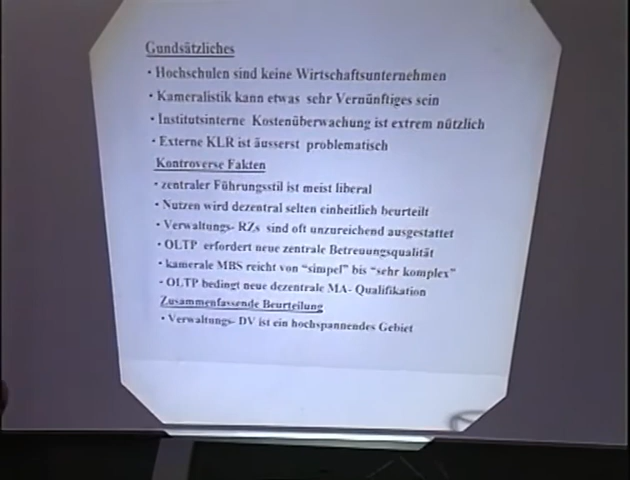 Gundsätzliches
• Hochschulen sind keine Wirtschaftsunternehmen
• Kameralistik kann etwas sehr Vernünftiges sein
• Institutsinterne Kostenüberwachung ist extrem nützlich
• Externe KLR ist äusserst problematisch
Kontroverse Fakten
• zentraler Führungsstil ist meist liberal
• Nutzen wird dezentral selten einheitlich beurteilt
• Verwaltungs- RZs sind oft unzureichend ausgestattet
• OLTP erfordert neue zentrale Betreuungsqualität
• kamerale MBS reicht von "simpel" bis "sehr komplex"
• OLTP bedingt neue dezentrale MA- Qualifikation
Zusammenfassende Beurteilung
• Verwaltungs- DV ist ein hochspannendes Gebiet